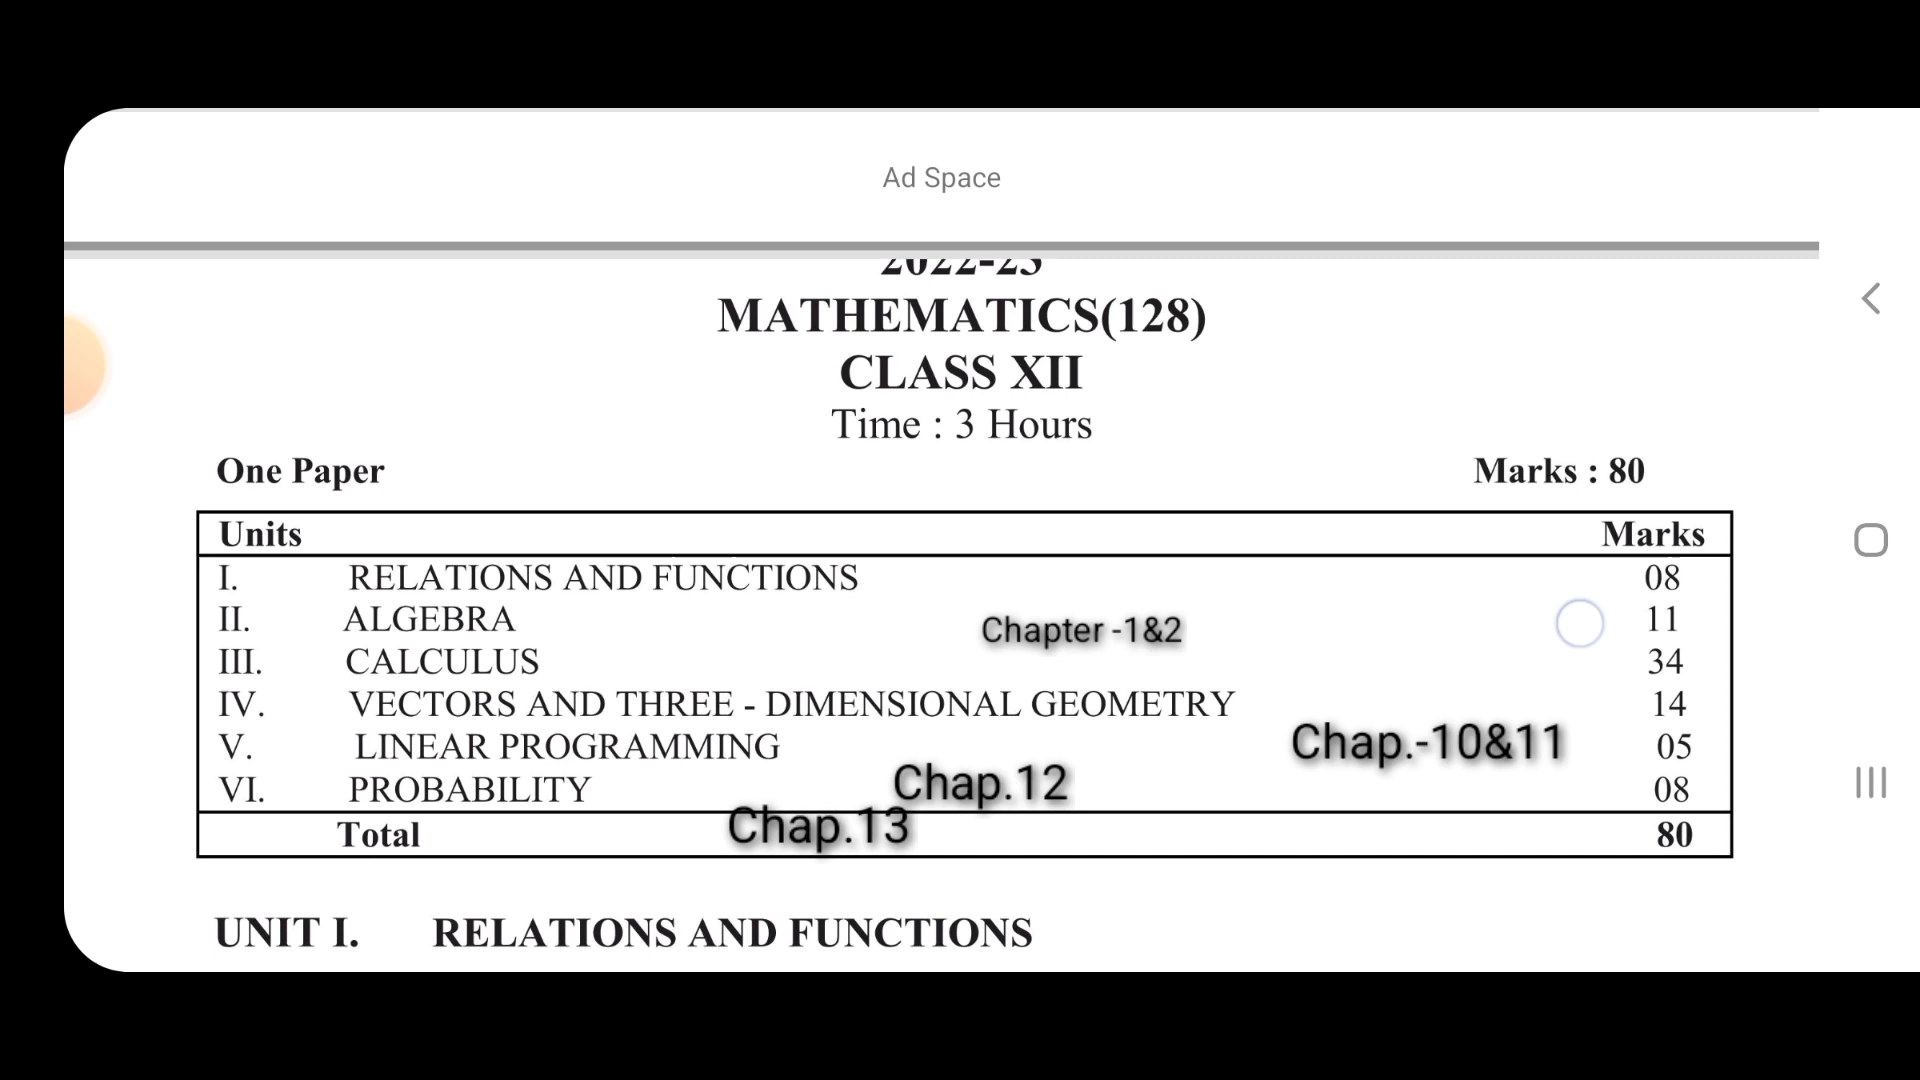 Ad Space
2022-23
MATHEMATICS(128)
CLASS XII
Time : 3 Hours
One Paper Marks : 80
Units Marks
I. RELATIONS AND FUNCTIONS 08
II. ALGEBRA 11
Chapter -1&2
III. CALCULUS 34
IV. VECTORS AND THREE - DIMENSIONAL GEOMETRY 14
Chap.-10&11
V. LINEAR PROGRAMMING 05
Chap.12
VI. PROBABILITY 08
Chap.13
Total 80
UNIT I. RELATIONS AND FUNCTIONS